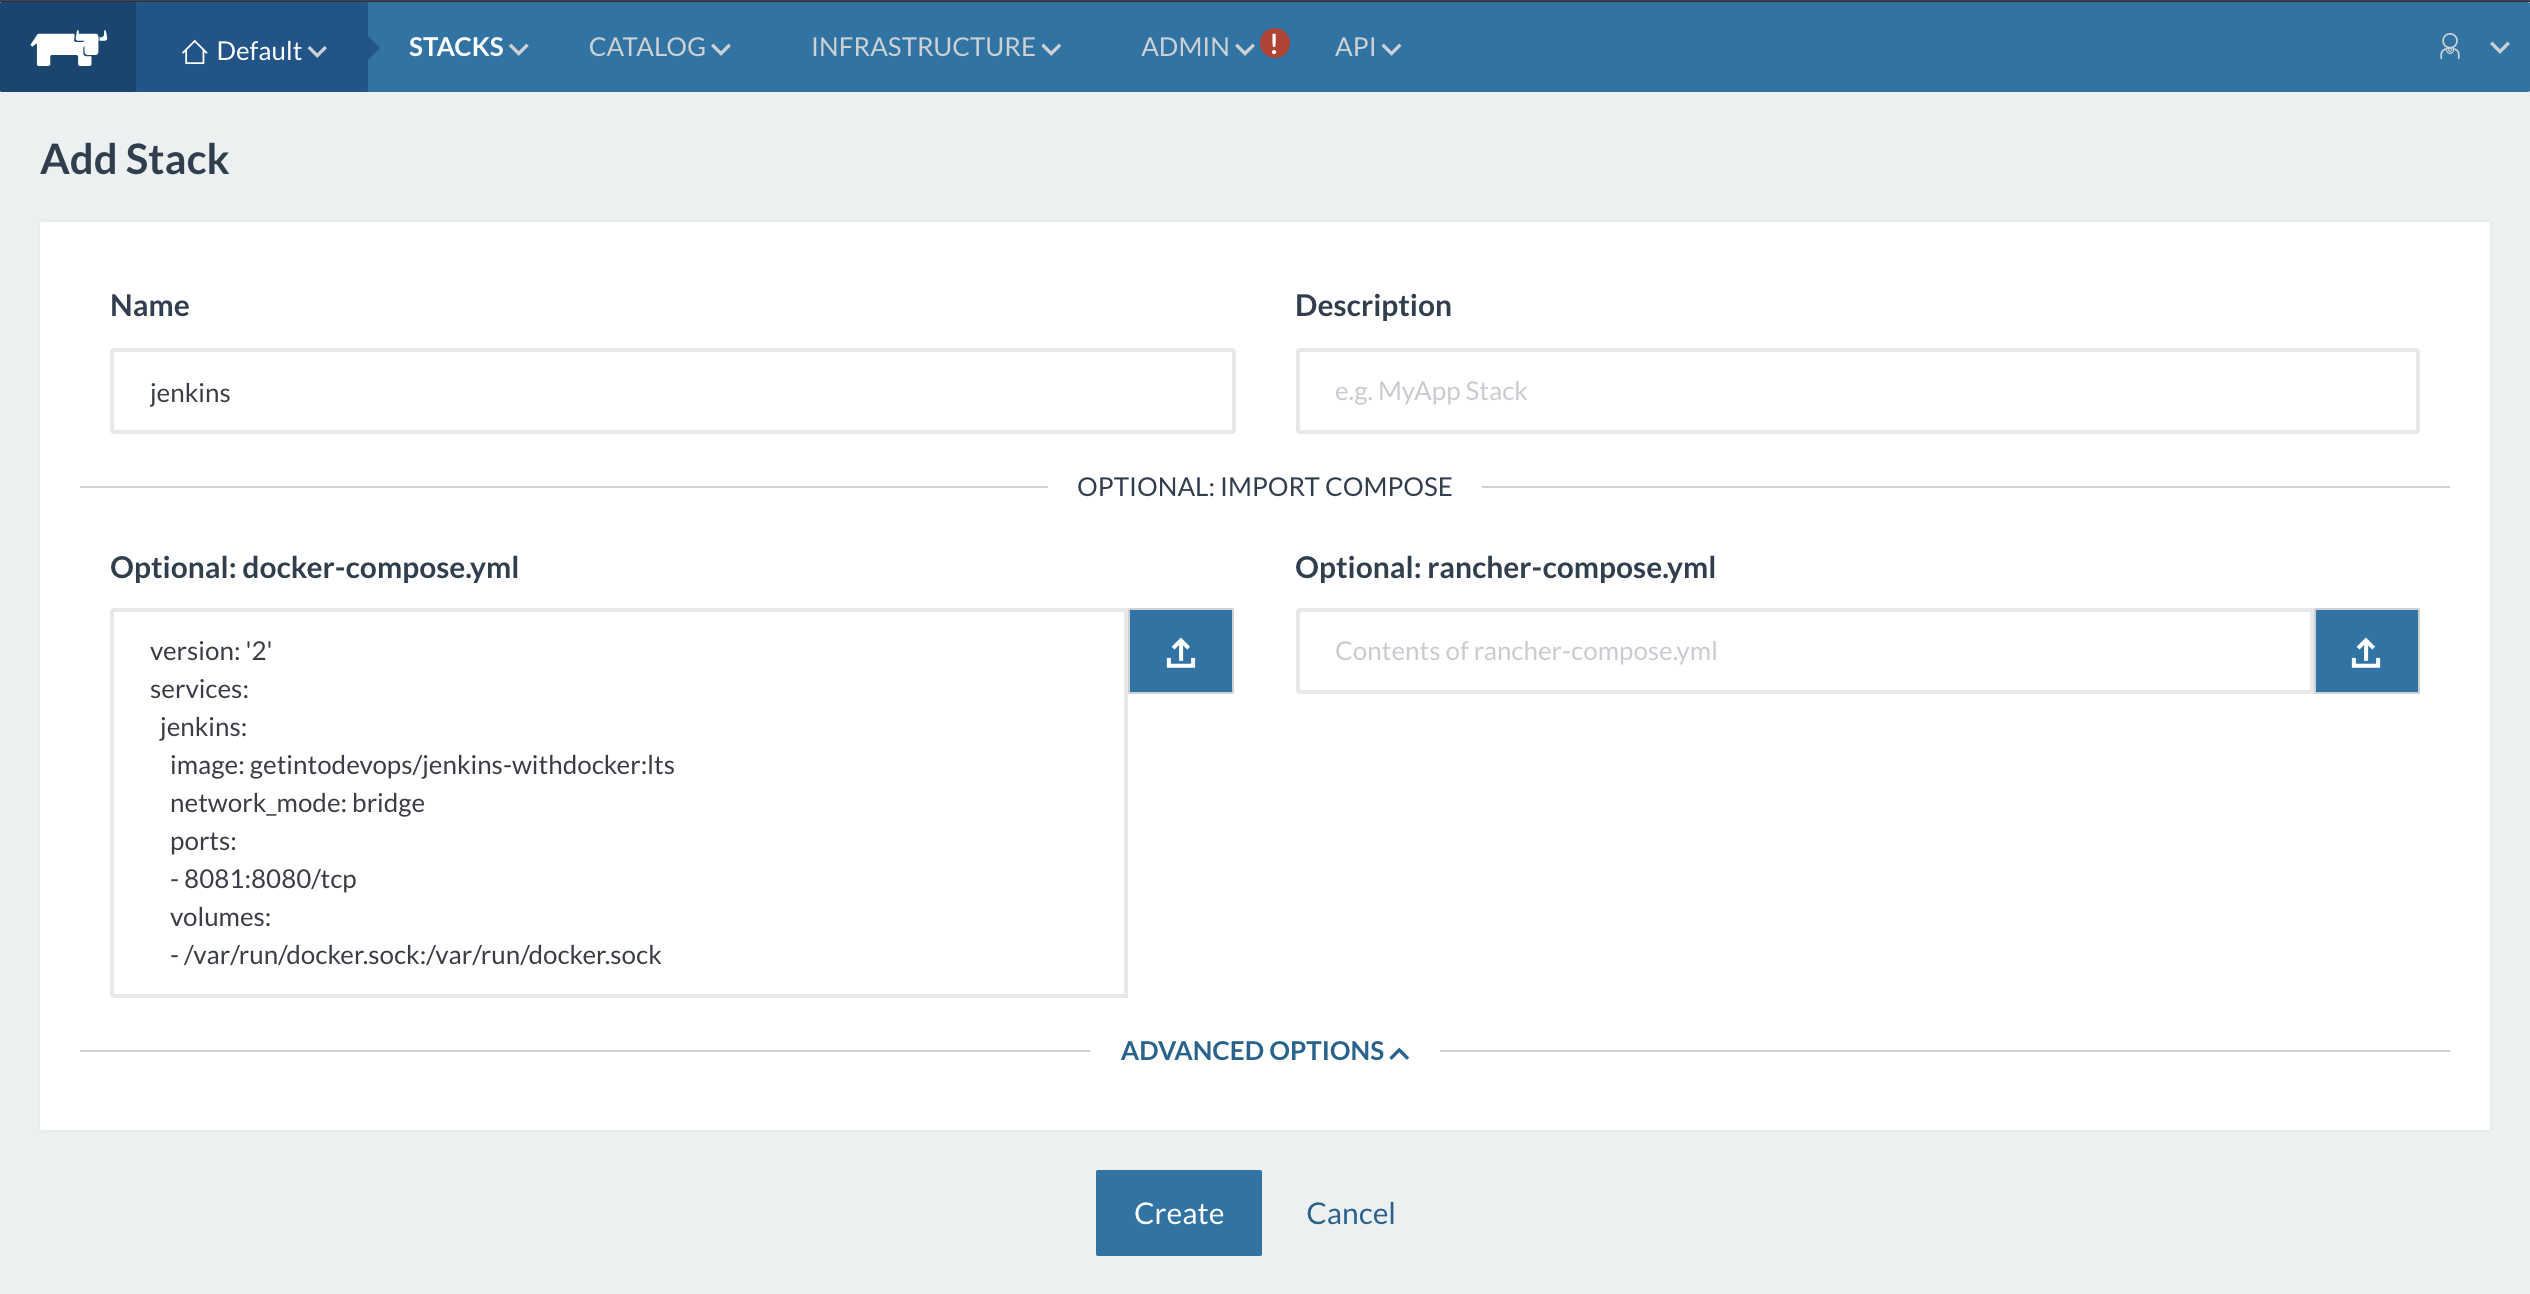 Default STACKS CATALOG INFRASTRUCTURE ADMIN ! API
Add Stack
Name
Description
jenkins
e.g. MyApp Stack
OPTIONAL: IMPORT COMPOSE
Optional: docker-compose.yml
Optional: rancher-compose.yml
version: '2'
services:
jenkins:
image: getintodevops/jenkins-withdocker:lts
network_mode: bridge
ports:
- 8081:8080/tcp
volumes:
- /var/run/docker.sock:/var/run/docker.sock
Contents of rancher-compose.yml
ADVANCED OPTIONS
Create
Cancel